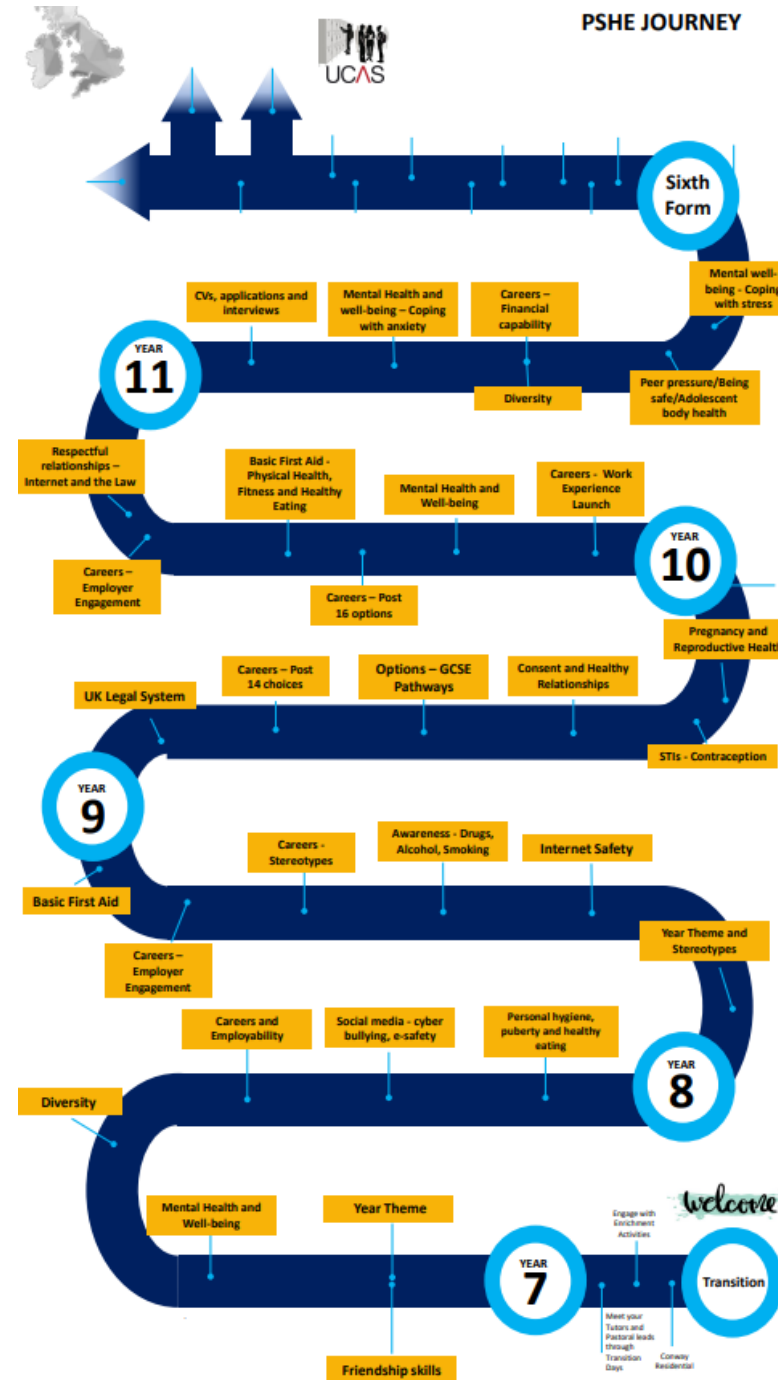 PSHE JOURNEY
UCAS
Sixth
Form
Mental well-
being - Coping
with stress
CVs, applications and
interviews
Mental Health and
well-being – Coping
with anxiety
Careers –
Financial
capability
YEAR
11
Diversity
Peer pressure/Being
safe/Adolescent
body health
Respectful
relationships –
Internet and the Law
Basic First Aid -
Physical Health,
Fitness and Healthy
Eating
Mental Health and
Well-being
Careers - Work
Experience
Launch
YEAR
10
Careers –
Employer
Engagement
Careers – Post
16 options
Pregnancy and
Reproductive Health
UK Legal System
Careers – Post
14 choices
Options – GCSE
Pathways
Consent and Healthy
Relationships
STIs - Contraception
YEAR
9
Careers -
Stereotypes
Awareness - Drugs,
Alcohol, Smoking
Internet Safety
Basic First Aid
Careers –
Employer
Engagement
Year Theme and
Stereotypes
Careers and
Employability
Social media - cyber
bullying, e-safety
Personal hygiene,
puberty and healthy
eating
YEAR
8
Diversity
Mental Health and
Well-being
Year Theme
welcome
Engage with
Enrichment
Activities
YEAR
7
Transition
Meet your
Tutors and
Pastoral leads
through
Transition
Days
Conway
Residential
Friendship skills